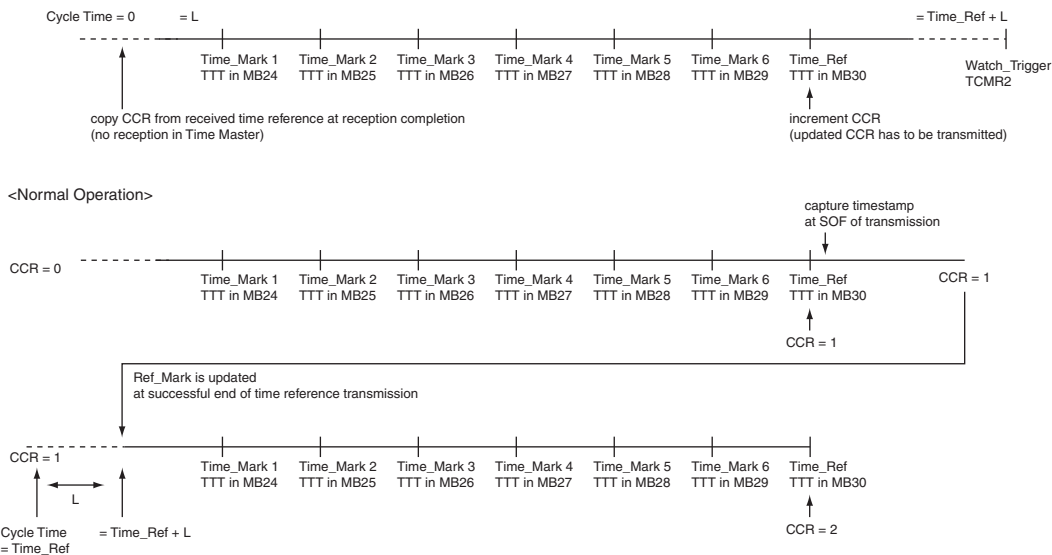 Cycle Time = 0 = L = Time_Ref + L
Time_Mark 1 Time_Mark 2 Time_Mark 3 Time_Mark 4 Time_Mark 5 Time_Mark 6 Time_Ref
TTT in MB24 TTT in MB25 TTT in MB26 TTT in MB27 TTT in MB28 TTT in MB29 TTT in MB30
Watch_Trigger
TCMR2
copy CCR from received time reference at reception completion
(no reception in Time Master)
increment CCR
(updated CCR has to be transmitted)
<Normal Operation>
capture timestamp
at SOF of transmission
CCR = 0
Time_Mark 1 Time_Mark 2 Time_Mark 3 Time_Mark 4 Time_Mark 5 Time_Mark 6 Time_Ref
TTT in MB24 TTT in MB25 TTT in MB26 TTT in MB27 TTT in MB28 TTT in MB29 TTT in MB30
CCR = 1
CCR = 1
Ref_Mark is updated
at successful end of time reference transmission
CCR = 1
Time_Mark 1 Time_Mark 2 Time_Mark 3 Time_Mark 4 Time_Mark 5 Time_Mark 6 Time_Ref
TTT in MB24 TTT in MB25 TTT in MB26 TTT in MB27 TTT in MB28 TTT in MB29 TTT in MB30
L
Cycle Time
= Time_Ref
= Time_Ref + L
CCR = 2